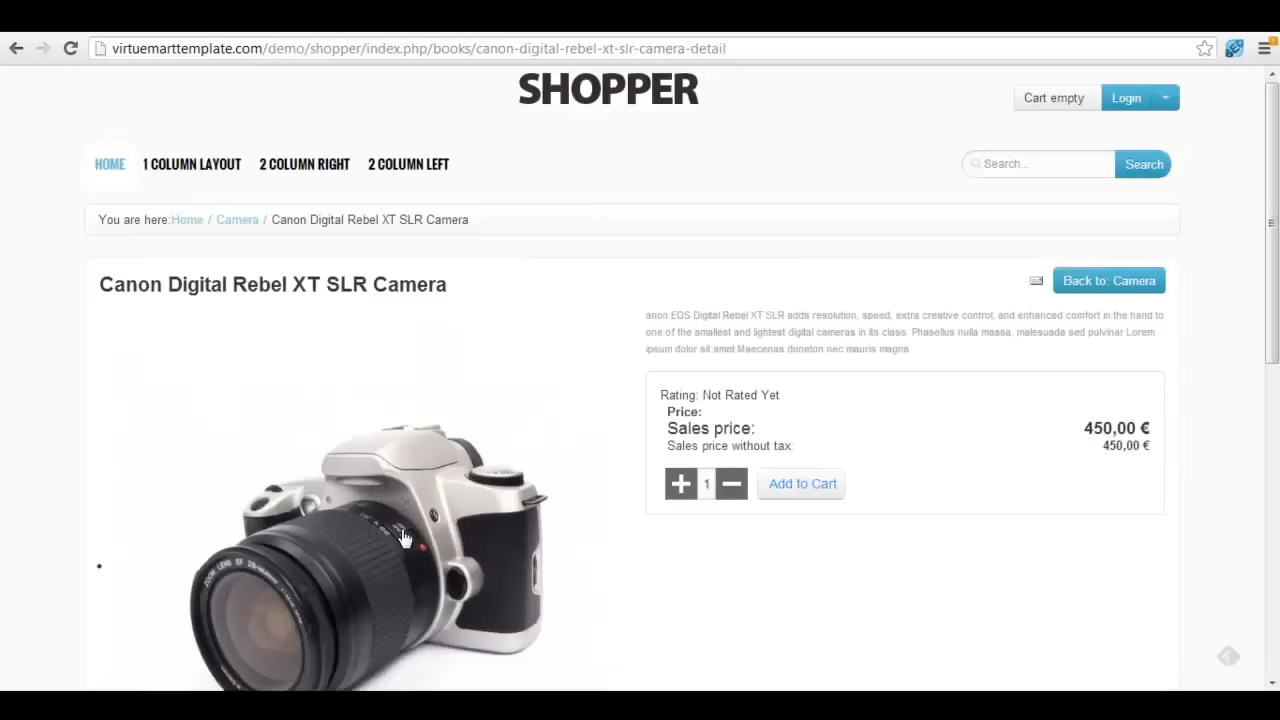 virtuemarttemplate.com/demo/shopper/index.php/books/canon-digital-rebel-xt-slr-camera-detail
SHOPPER
Cart empty Login
HOME 1 COLUMN LAYOUT 2 COLUMN RIGHT 2 COLUMN LEFT
Search... Search
You are here:Home / Camera / Canon Digital Rebel XT SLR Camera
Canon Digital Rebel XT SLR Camera
Back to: Camera
anon EOS Digital Rebel XT SLR adds resolution, speed, extra creative control, and enhanced comfort in the hand to
one of the smallest and lightest digital cameras in its class. Phasellus nulla massa, malesuada sed pulvinar Lorem
ipsum dolor sit amet.Maecenas doneton nec mauris magna
Rating: Not Rated Yet
Price:
Sales price: 450,00 €
Sales price without tax: 450,00 €
+ 1 − Add to Cart
ZOOM LENS EF 28-